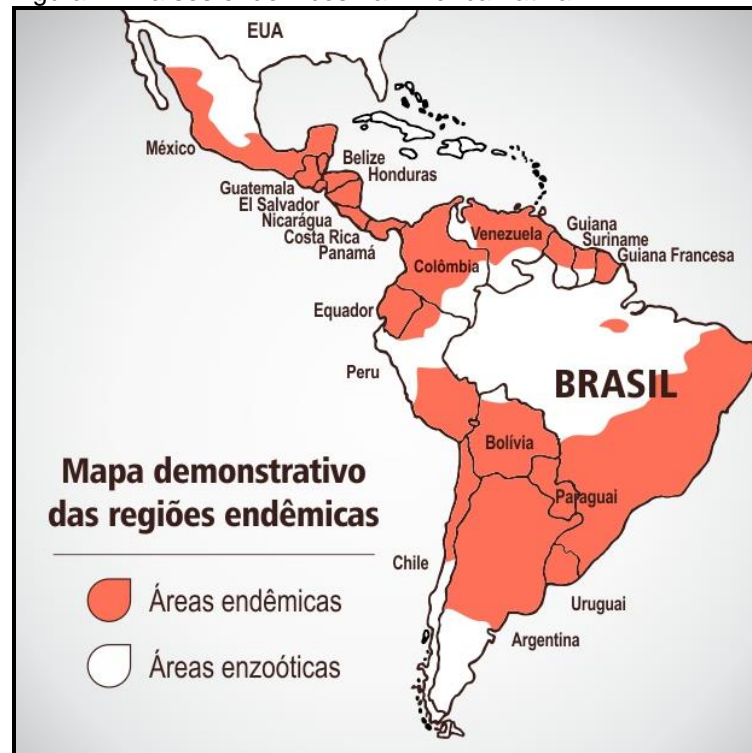 EUA
México
Belize
Honduras
Guatemala
El Salvador
Nicarágua
Costa Rica
Panamá
Venezuela
Guiana
Suriname
Guiana Francesa
Colômbia
Equador
Peru
BRASIL
Bolívia
Paraguai
Mapa demonstrativo
das regiões endêmicas
Chile
Uruguai
Argentina
Áreas endêmicas
Áreas enzoóticas